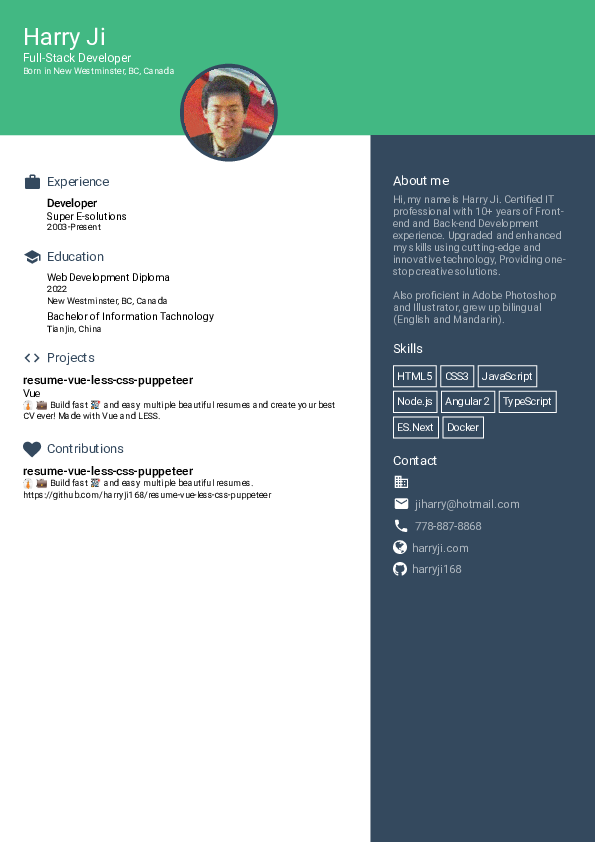 Harry Ji
Full-Stack Developer
Born in New Westminster, BC, Canada
Experience
Developer
Super E-solutions
2003-Present
Education
Web Development Diploma
2022
New Westminster, BC, Canada
Bachelor of Information Tachnology
Tianjin, China
Projects
resume-vue-less-css-puppeteer
Vue
👔 💼 Build fast 🚀 and easy multiple beautiful resumes and create your best
CV ever! Made with Vue and LESS.
Contributions
resume-vue-less-css-puppeteer
👔 💼 Build fast 🚀 and easy multiple beautiful resumes.
https://github.com/harryji168/resume-vue-less-css-puppeteer
About me
Hi, my name is Harry Ji. Certified IT
professional with 10+ years of Front-
end and Back-end Development
experience. Upgraded and enhanced
my skills using cutting-edge and
innovative technology, Providing one-
stop creative solutions.
Also proficient in Adobe Photoshop
and Illustrator, grew up bilingual
(English and Mandarin).
Skills
HTML5 CSS3 JavaScript
Node.js Angular 2 TypeScript
ES.Next Docker
Contact
jiharry@hotmail.com
778-887-8868
harryji.com
harryji168